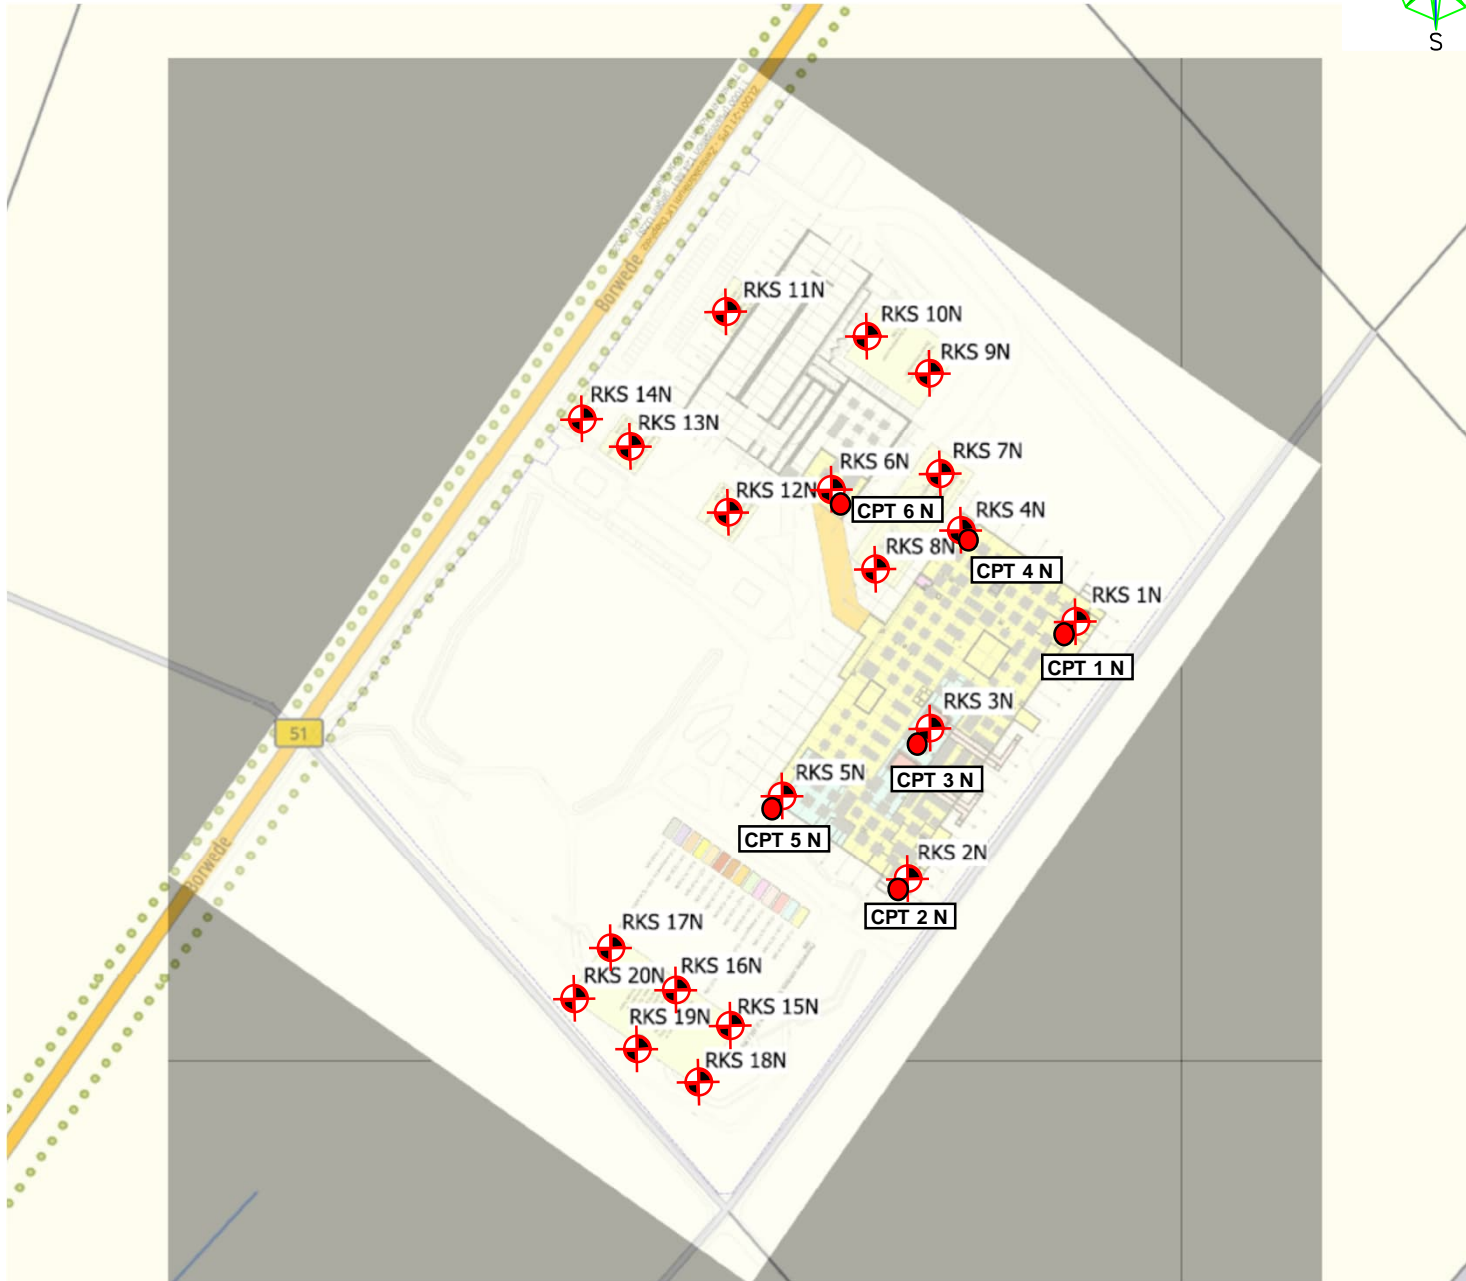 S
Borwede
RKS 11N
RKS 10N
RKS 9N
RKS 14N
RKS 13N
RKS 6N
RKS 7N
RKS 12N
CPT 6 N
RKS 4N
RKS 8N
CPT 4 N
RKS 1N
CPT 1 N
RKS 3N
51
RKS 5N
CPT 3 N
CPT 5 N
Borwede
RKS 2N
CPT 2 N
RKS 17N
RKS 16N
RKS 20N
RKS 15N
RKS 19N
RKS 18N